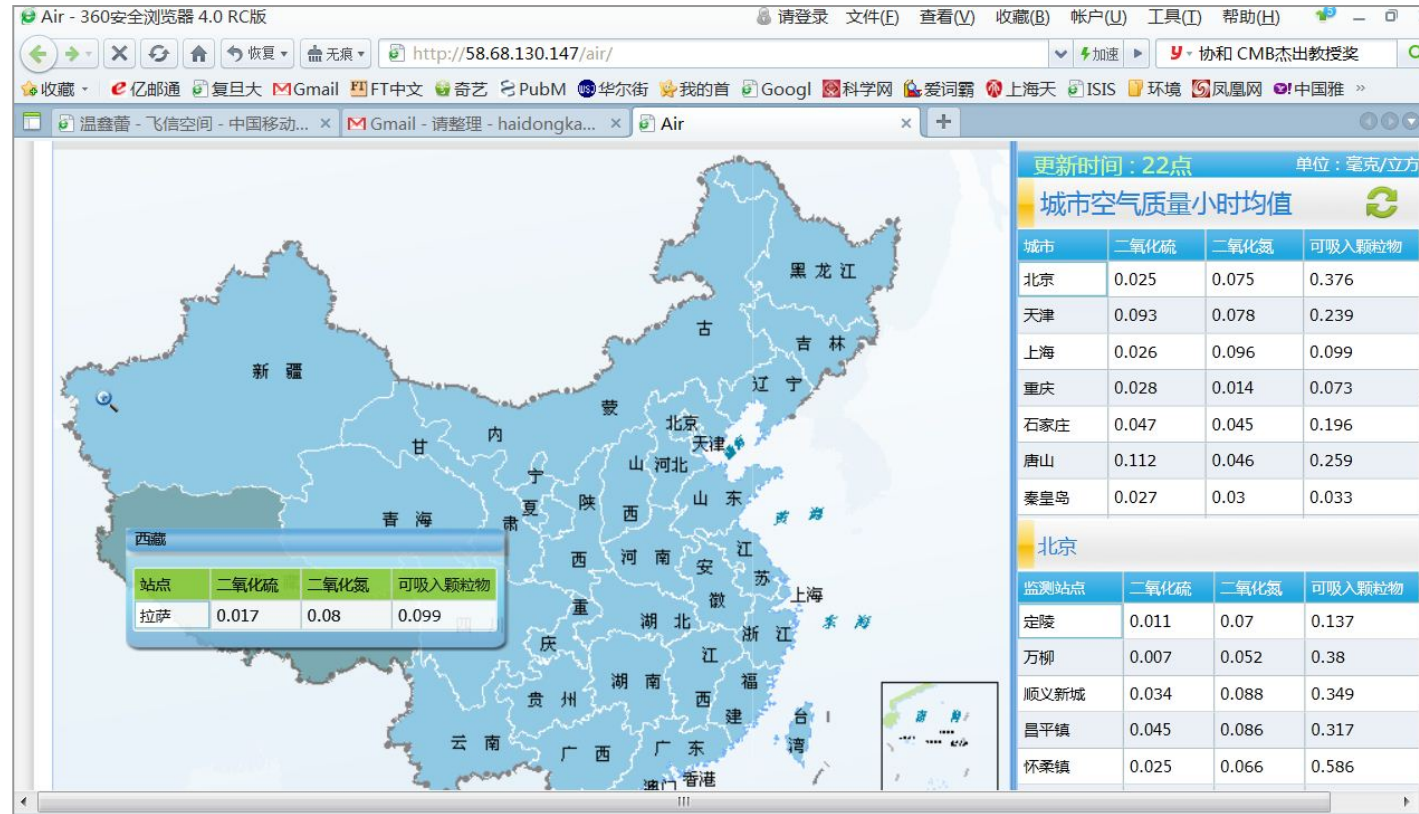 Air - 360安全浏览器 4.0 RC版 请登录 文件(F) 查看(V) 收藏(B) 帐户(U) 工具(T) 帮助(H)
恢复 无痕 http://58.68.130.147/air/ 加速 协和 CMB杰出教授奖
收藏 亿邮通 复旦大 Gmail FT中文 奇艺 PubM 华尔街 我的首 Googl 科学网 爱词霸 上海天 ISIS 环境 凤凰网 中国雅 »
温鑫蕾 - 飞信空间 - 中国移动... Gmail - 请整理 - haidongka... Air
更新时间：22点 单位：毫克/立方
城市空气质量小时均值
城市 二氧化硫 二氧化氮 可吸入颗粒物
北京 0.025 0.075 0.376
天津 0.093 0.078 0.239
上海 0.026 0.096 0.099
重庆 0.028 0.014 0.073
石家庄 0.047 0.045 0.196
唐山 0.112 0.046 0.259
秦皇岛 0.027 0.03 0.033
北京
监测站点 二氧化硫 二氧化氮 可吸入颗粒物
定陵 0.011 0.07 0.137
万柳 0.007 0.052 0.38
顺义新城 0.034 0.088 0.349
昌平镇 0.045 0.086 0.317
怀柔镇 0.025 0.066 0.586
黑龙江
吉林
辽宁
内蒙古
新疆
北京
天津
河北
山西
山东
甘肃
宁夏
青海
陕西
河南
江苏
安徽
上海
黄海
东海
湖北
重庆
浙江
江西
湖南
福建
贵州
云南
广西
广东
台湾
香港
澳门
西藏
站点 二氧化硫 二氧化氮 可吸入颗粒物
拉萨 0.017 0.08 0.099